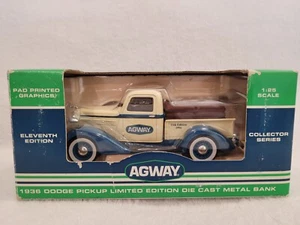 PAD PRINTED
GRAPHICS
1:25
SCALE
ELEVENTH
EDITION
COLLECTOR
SERIES
AGWAY
AGWAY
1936 DODGE PICKUP LIMITED EDITION DIE CAST METAL BANK